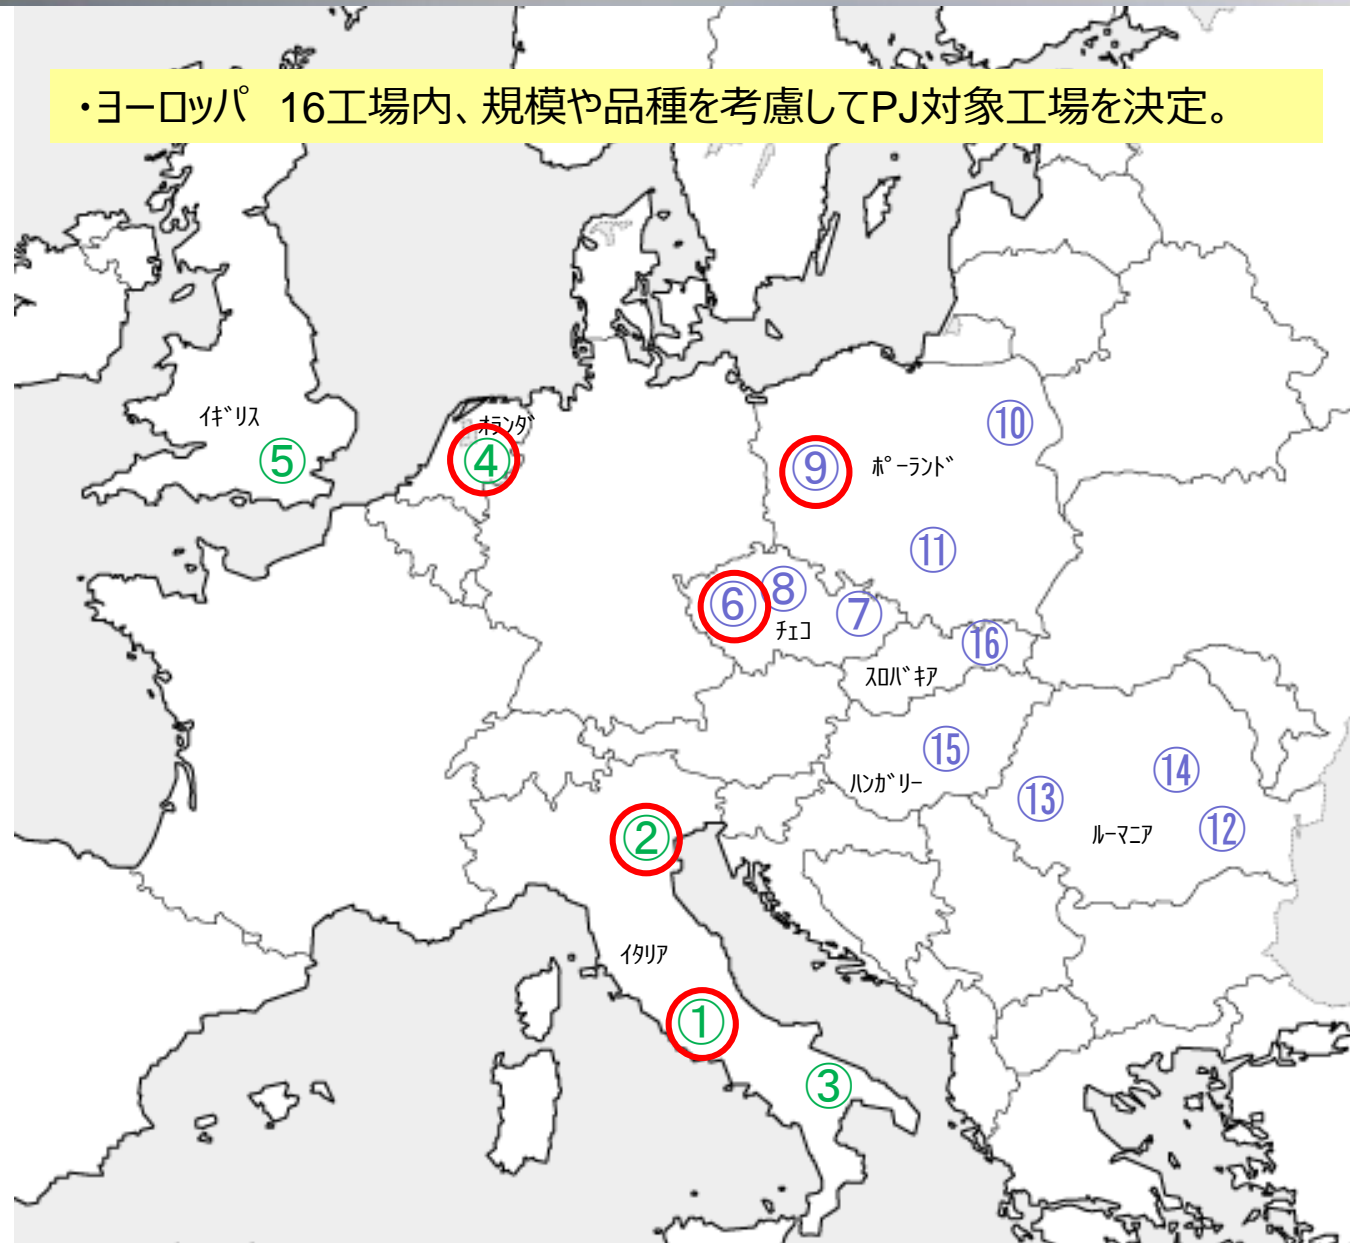 ・ヨーロッパ　16工場内、規模や品種を考慮してPJ対象工場を決定。
ｲｷﾞﾘｽ
⑤
ｵﾗﾝﾀﾞ
④
⑩
⑨
ﾎﾟｰﾗﾝﾄﾞ
⑪
⑥
⑧
⑦
ﾁｪｺ
⑯
ｽﾛﾊﾞｷｱ
⑮
ﾊﾝｶﾞﾘｰ
⑭
⑬
⑫
ﾙｰﾏﾆｱ
②
ｲﾀﾘｱ
①
③